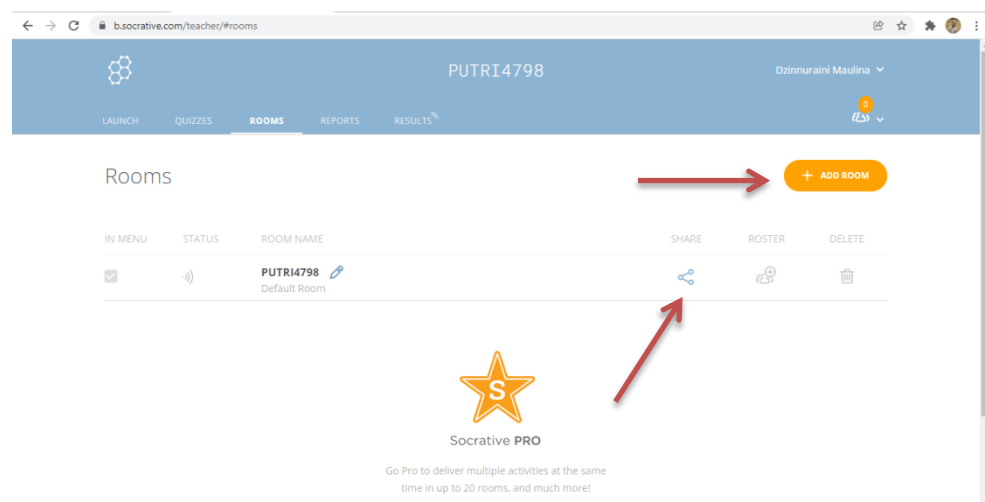 b.socrative.com/teacher/#rooms
PUTRI4798
Dzinnuraini Maulina
0
LAUNCH QUIZZES ROOMS REPORTS RESULTS
Rooms
+ ADD ROOM
IN MENU STATUS ROOM NAME SHARE ROSTER DELETE
PUTRI4798
Default Room
S
Socrative PRO
Go Pro to deliver multiple activities at the same
time in up to 20 rooms, and much more!